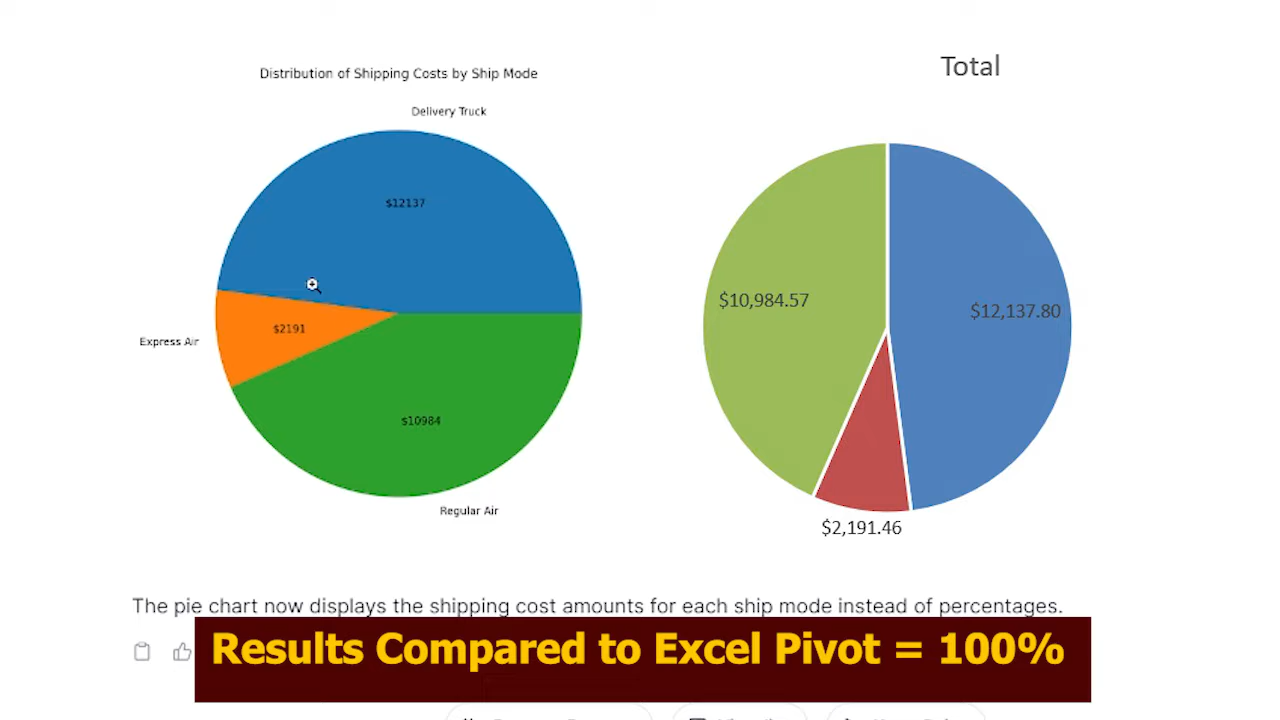 Distribution of Shipping Costs by Ship Mode
Total
Delivery Truck
$12137
$10,984.57
$12,137.80
$2191
Express Air
$10984
Regular Air
$2,191.46
The pie chart now displays the shipping cost amounts for each ship mode instead of percentages.
Results Compared to Excel Pivot = 100%